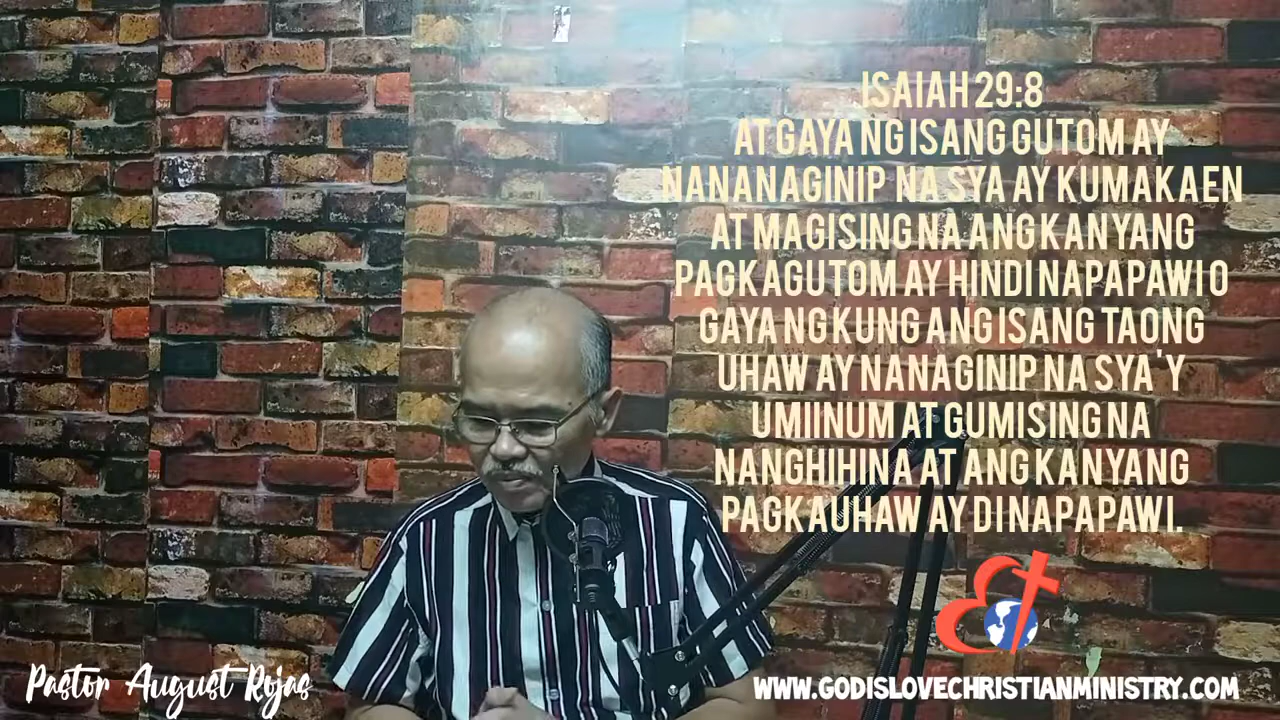 ISAIAH 29:8
AT GAYA NG ISANG GUTOM AY
NANANAGINIP NA SYA AY KUMAKAEN
AT MAGISING NA ANG KANYANG
PAGKAGUTOM AY HINDI NAPAPAWI O
GAYA NG KUNG ANG ISANG TAONG
UHAW AY NANAGINIP NA SYA'Y
UMIINUM AT GUMISING NA
NANGHIHINA AT ANG KANYANG
PAGKAUHAW AY DI NAPAPAWI.
Pastor August Rojas
WWW.GODISLOVECHRISTIANMINISTRY.COM